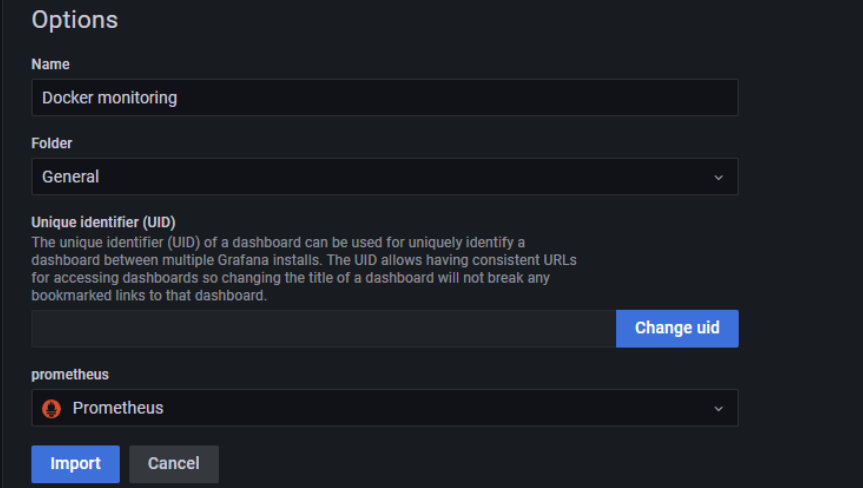 Options
Name
Docker monitoring
Folder
General
Unique identifier (UID)
The unique identifier (UID) of a dashboard can be used for uniquely identify a
dashboard between multiple Grafana installs. The UID allows having consistent URLs
for accessing dashboards so changing the title of a dashboard will not break any
bookmarked links to that dashboard.
Change uid
prometheus
Prometheus
Import Cancel